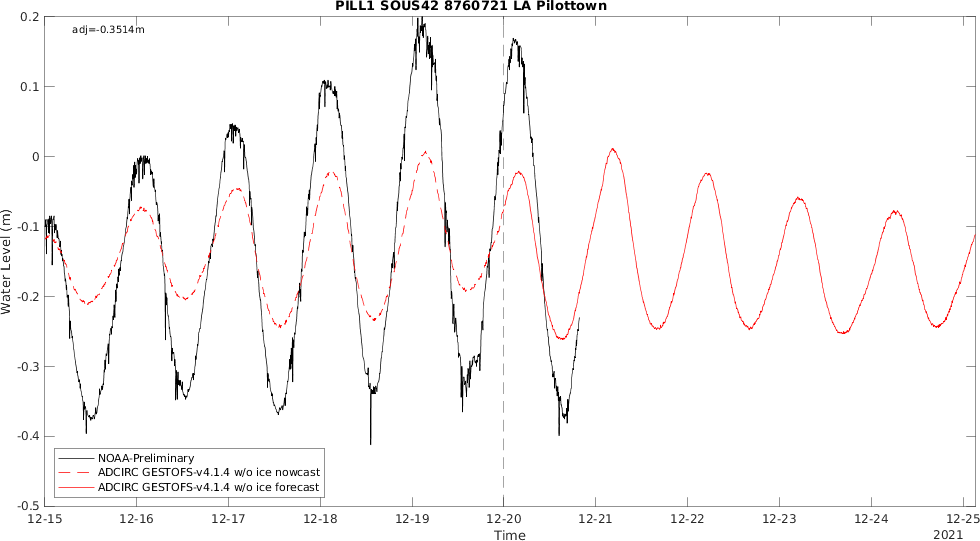 PILL1 SOUS42 8760721 LA Pilottown
adj=-0.3514m
Water Level (m)
0.2
0.1
0
-0.1
-0.2
-0.3
-0.4
-0.5
NOAA-Preliminary
ADCIRC GESTOFS-v4.1.4 w/o ice nowcast
ADCIRC GESTOFS-v4.1.4 w/o ice forecast
12-15 12-16 12-17 12-18 12-19 12-20 12-21 12-22 12-23 12-24 12-25
Time
2021